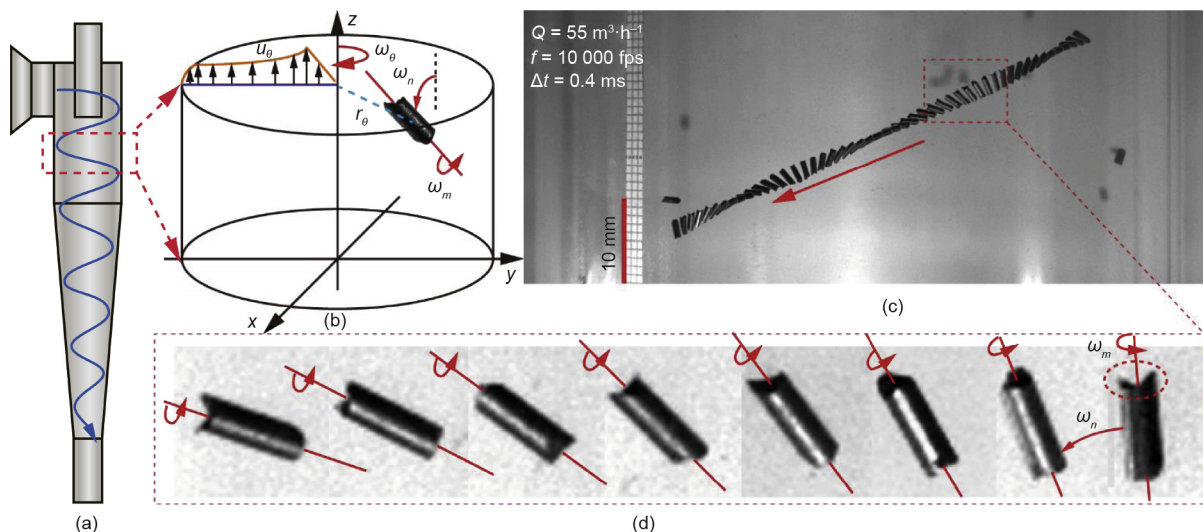 (a)
z
u_θ
ω_θ
ω_n
r_θ
ω_m
y
x
(b)
Q = 55 m³·h⁻¹
f = 10 000 fps
Δt = 0.4 ms
10 mm
(c)
ω_m
ω_n
(d)